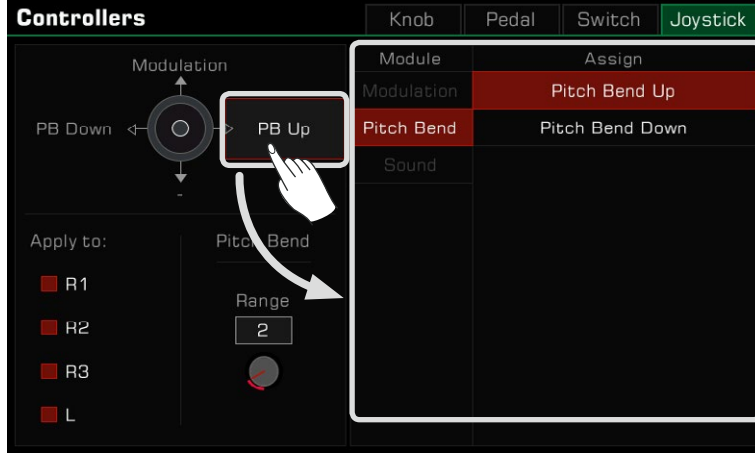 Controllers
Knob
Pedal
Switch
Joystick
Modulation
PB Down
PB Up
-
Apply to:
R1
R2
R3
L
Pitch Bend
Range
2
Module
Assign
Modulation
Pitch Bend Up
Pitch Bend
Pitch Bend Down
Sound